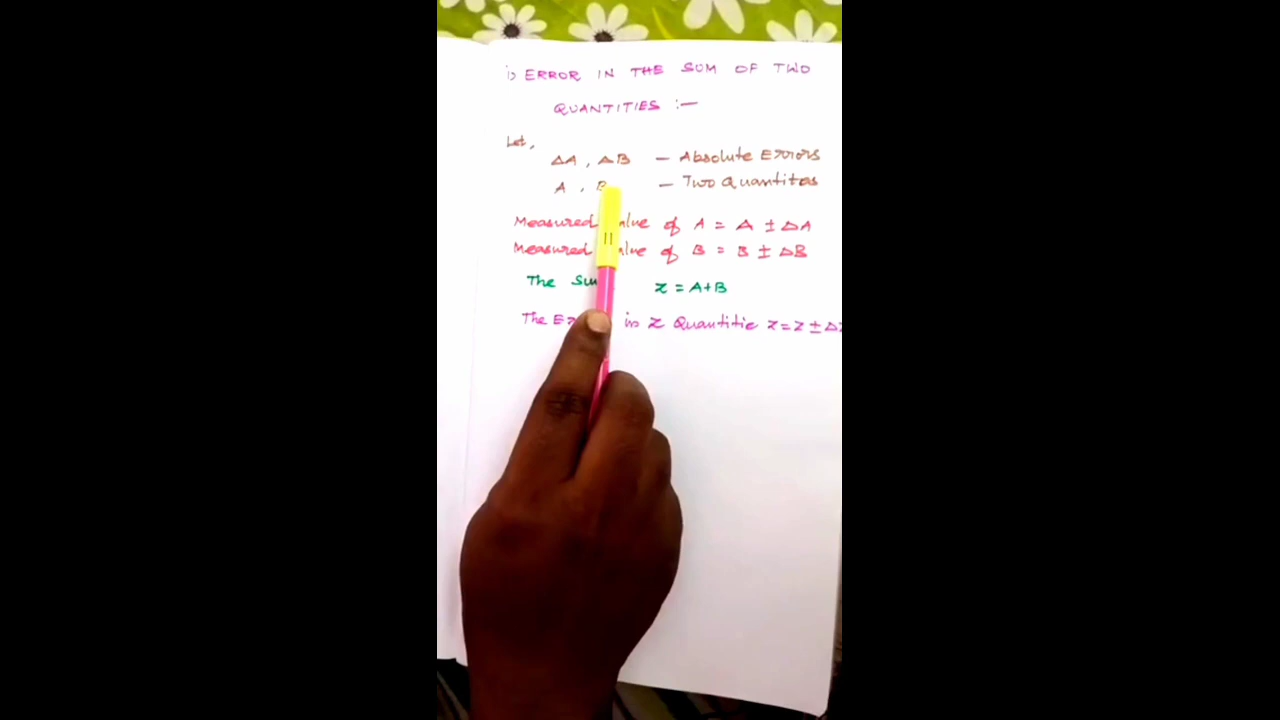 i) ERROR IN THE SUM OF TWO
QUANTITIES :—
Let,
ΔA , ΔB — Absolute Errors
A , B — Two Quantites
Measured of A = A ± ΔA
Measured of B = B ± ΔB
The z = A+B
The in z Quantitie z = z ± Δ